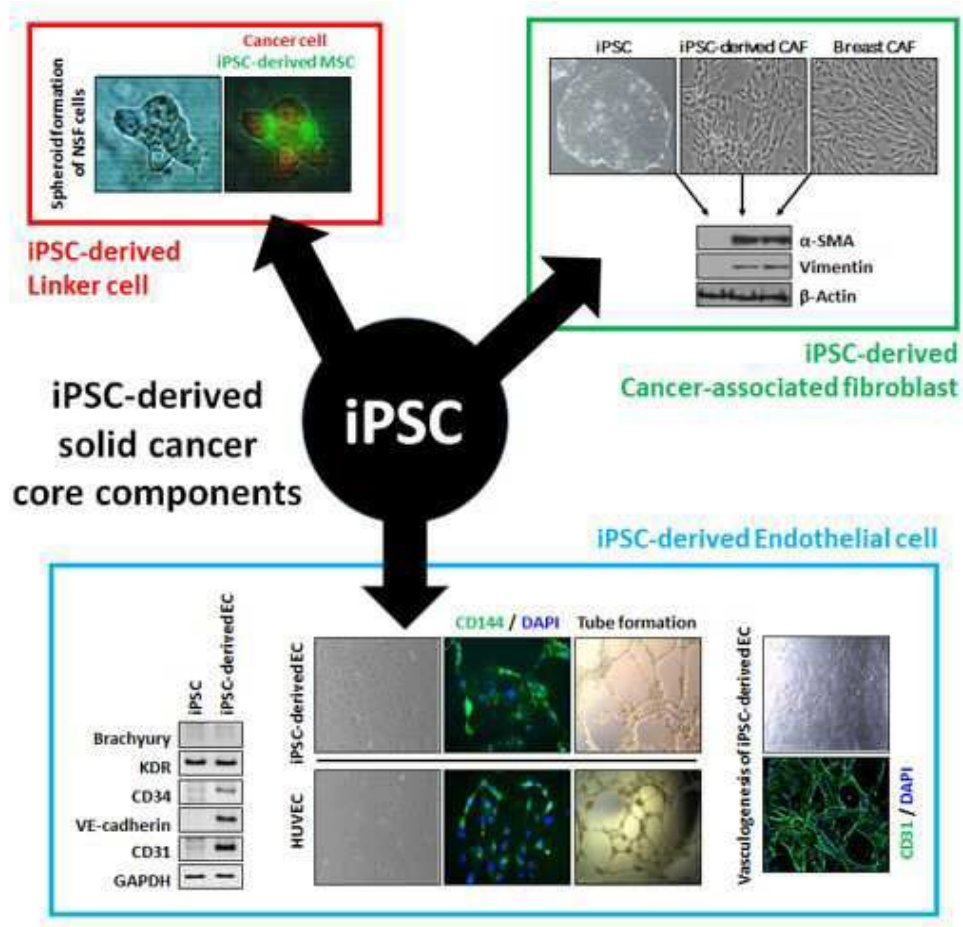 Cancer cell
iPSC-derived MSC
Spheroid formation
of NSF cells
iPSC-derived
Linker cell
iPSC
iPSC-derived CAF
Breast CAF
α-SMA
Vimentin
β-Actin
iPSC-derived
Cancer-associated fibroblast
iPSC
iPSC-derived
solid cancer
core components
iPSC-derived Endothelial cell
iPSC
iPSC-derived EC
Brachyury
KDR
CD34
VE-cadherin
CD31
GAPDH
CD144 / DAPI
Tube formation
iPSC-derived EC
HUVEC
Vasculogenesis of iPSC-derived EC
CD31 / DAPI